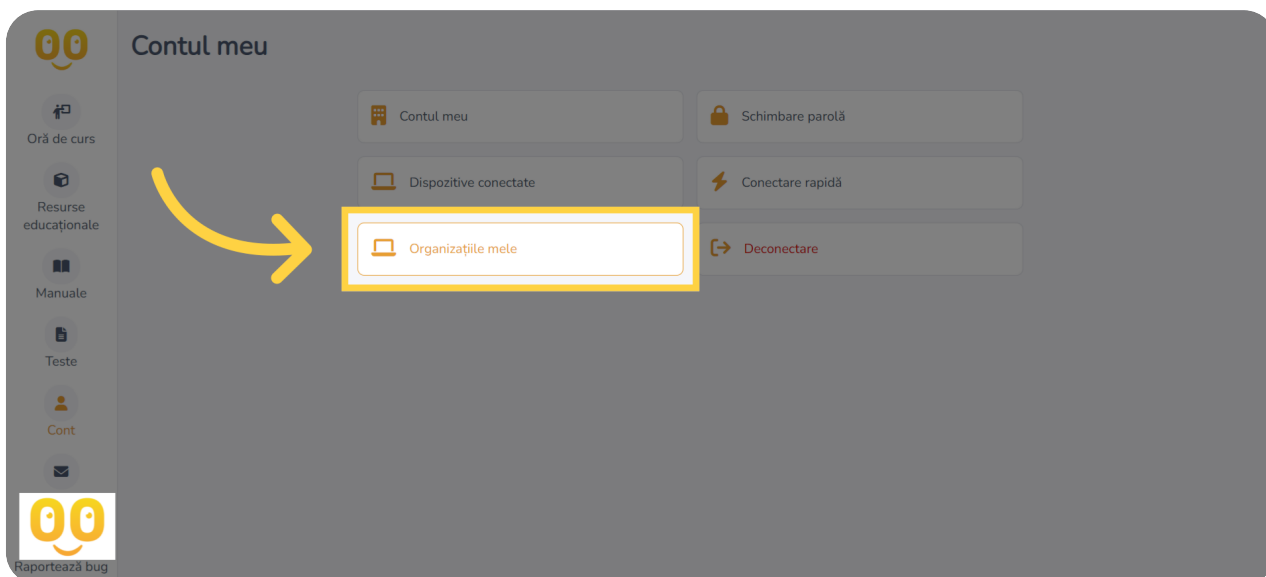 Contul meu
Oră de curs
Resurse
educaționale
Manuale
Teste
Cont
Raportează bug
Contul meu
Schimbare parolă
Dispozitive conectate
Conectare rapidă
Organizațiile mele
Deconectare